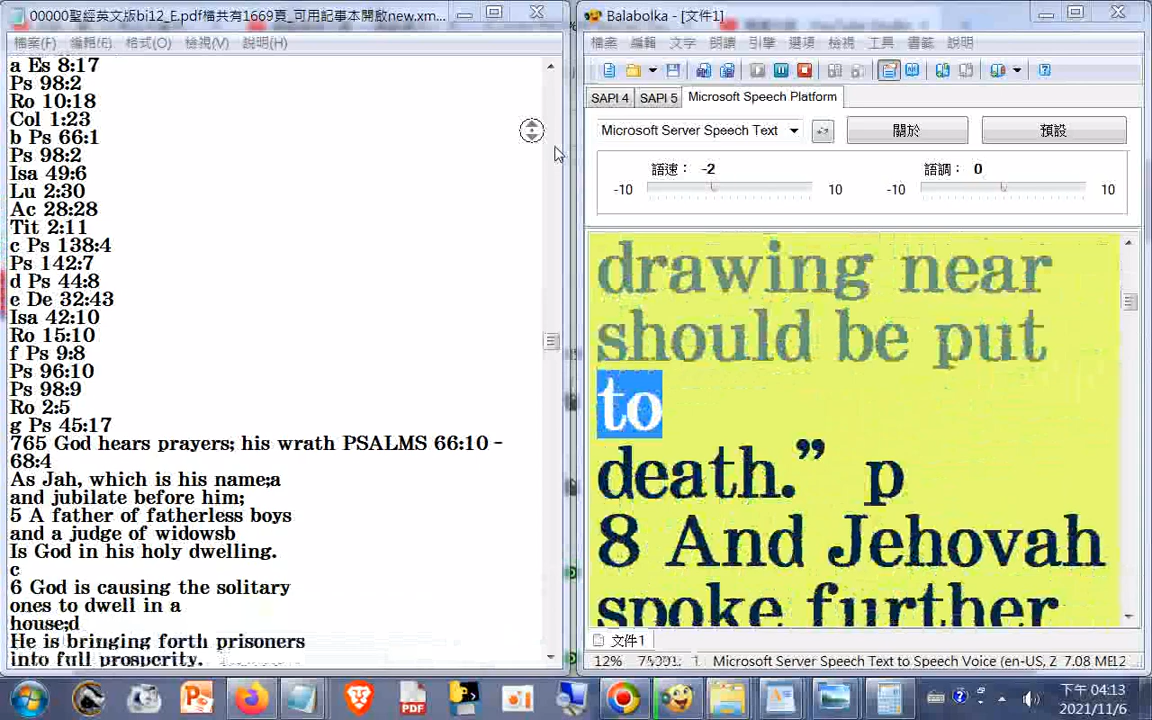 00000聖經英文版bi12_E.pdf檔共有1669頁_可用記事本開啟new.xm...
檔案(F) 編輯(E) 格式(O) 檢視(V) 說明(H)
a Es 8:17
Ps 98:2
Ro 10:18
Col 1:23
b Ps 66:1
Ps 98:2
Isa 49:6
Lu 2:30
Ac 28:28
Tit 2:11
c Ps 138:4
Ps 142:7
d Ps 44:8
e De 32:43
Isa 42:10
Ro 15:10
f Ps 9:8
Ps 96:10
Ps 98:9
Ro 2:5
g Ps 45:17
765 God hears prayers; his wrath PSALMS 66:10 -
68:4
As Jah, which is his name;a
and jubilate before him;
5 A father of fatherless boys
and a judge of widowsb
Is God in his holy dwelling.
c
6 God is causing the solitary
ones to dwell in a
house;d
He is bringing forth prisoners
into full prosperity.
Balabolka - [文件1]
檔案 編輯 文字 朗讀 引擎 選項 檢視 工具 書籤 說明
SAPI 4 SAPI 5 Microsoft Speech Platform
Microsoft Server Speech Text 關於 預設
語速： -2 語調： 0
-10 10 -10 10
drawing near
should be put
to
death.” p
8 And Jehovah
spoke further
文件1
12% Microsoft Server Speech Text to Speech Voice (en-US, Z 7.08 MB
PDF
下午 04:13
2021/11/6